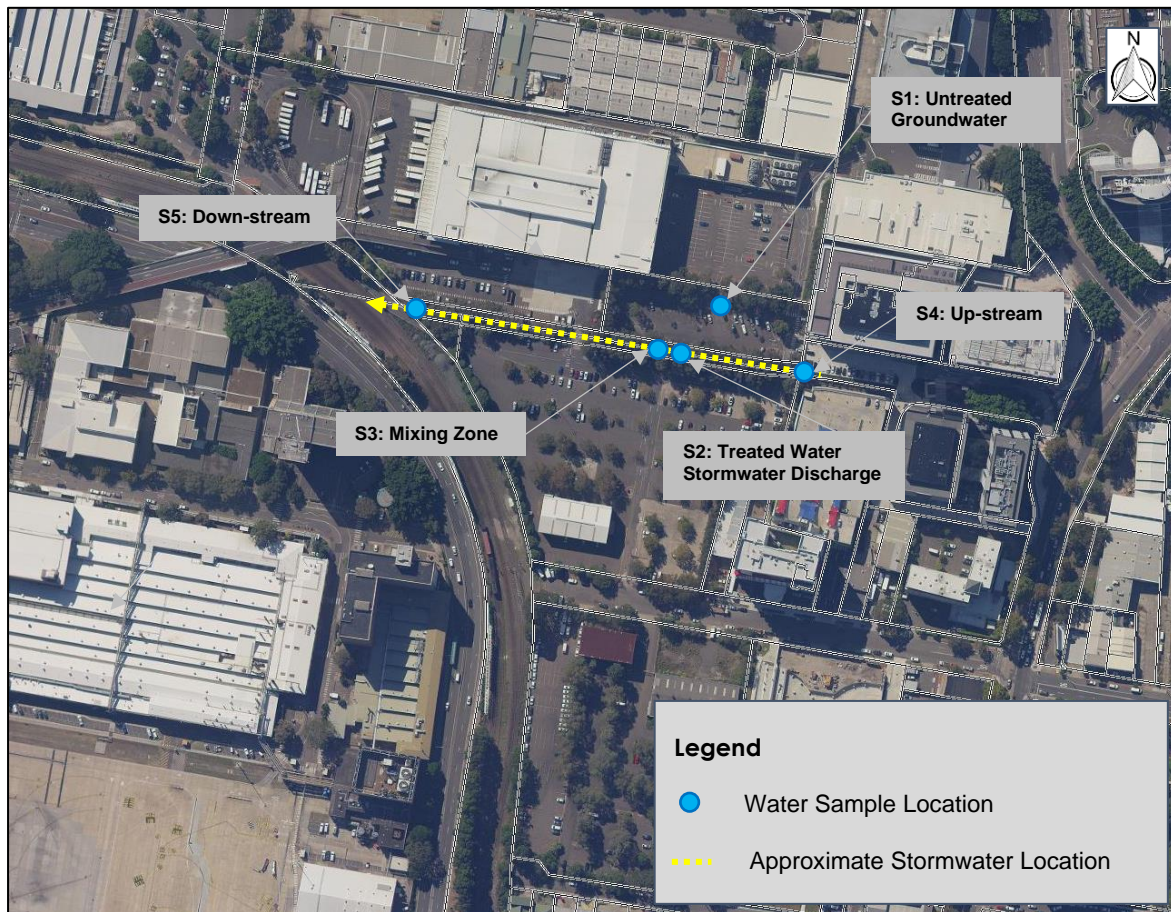 N
S1: Untreated
Groundwater
S5: Down-stream
S4: Up-stream
S3: Mixing Zone
S2: Treated Water
Stormwater Discharge
Legend
Water Sample Location
Approximate Stormwater Location